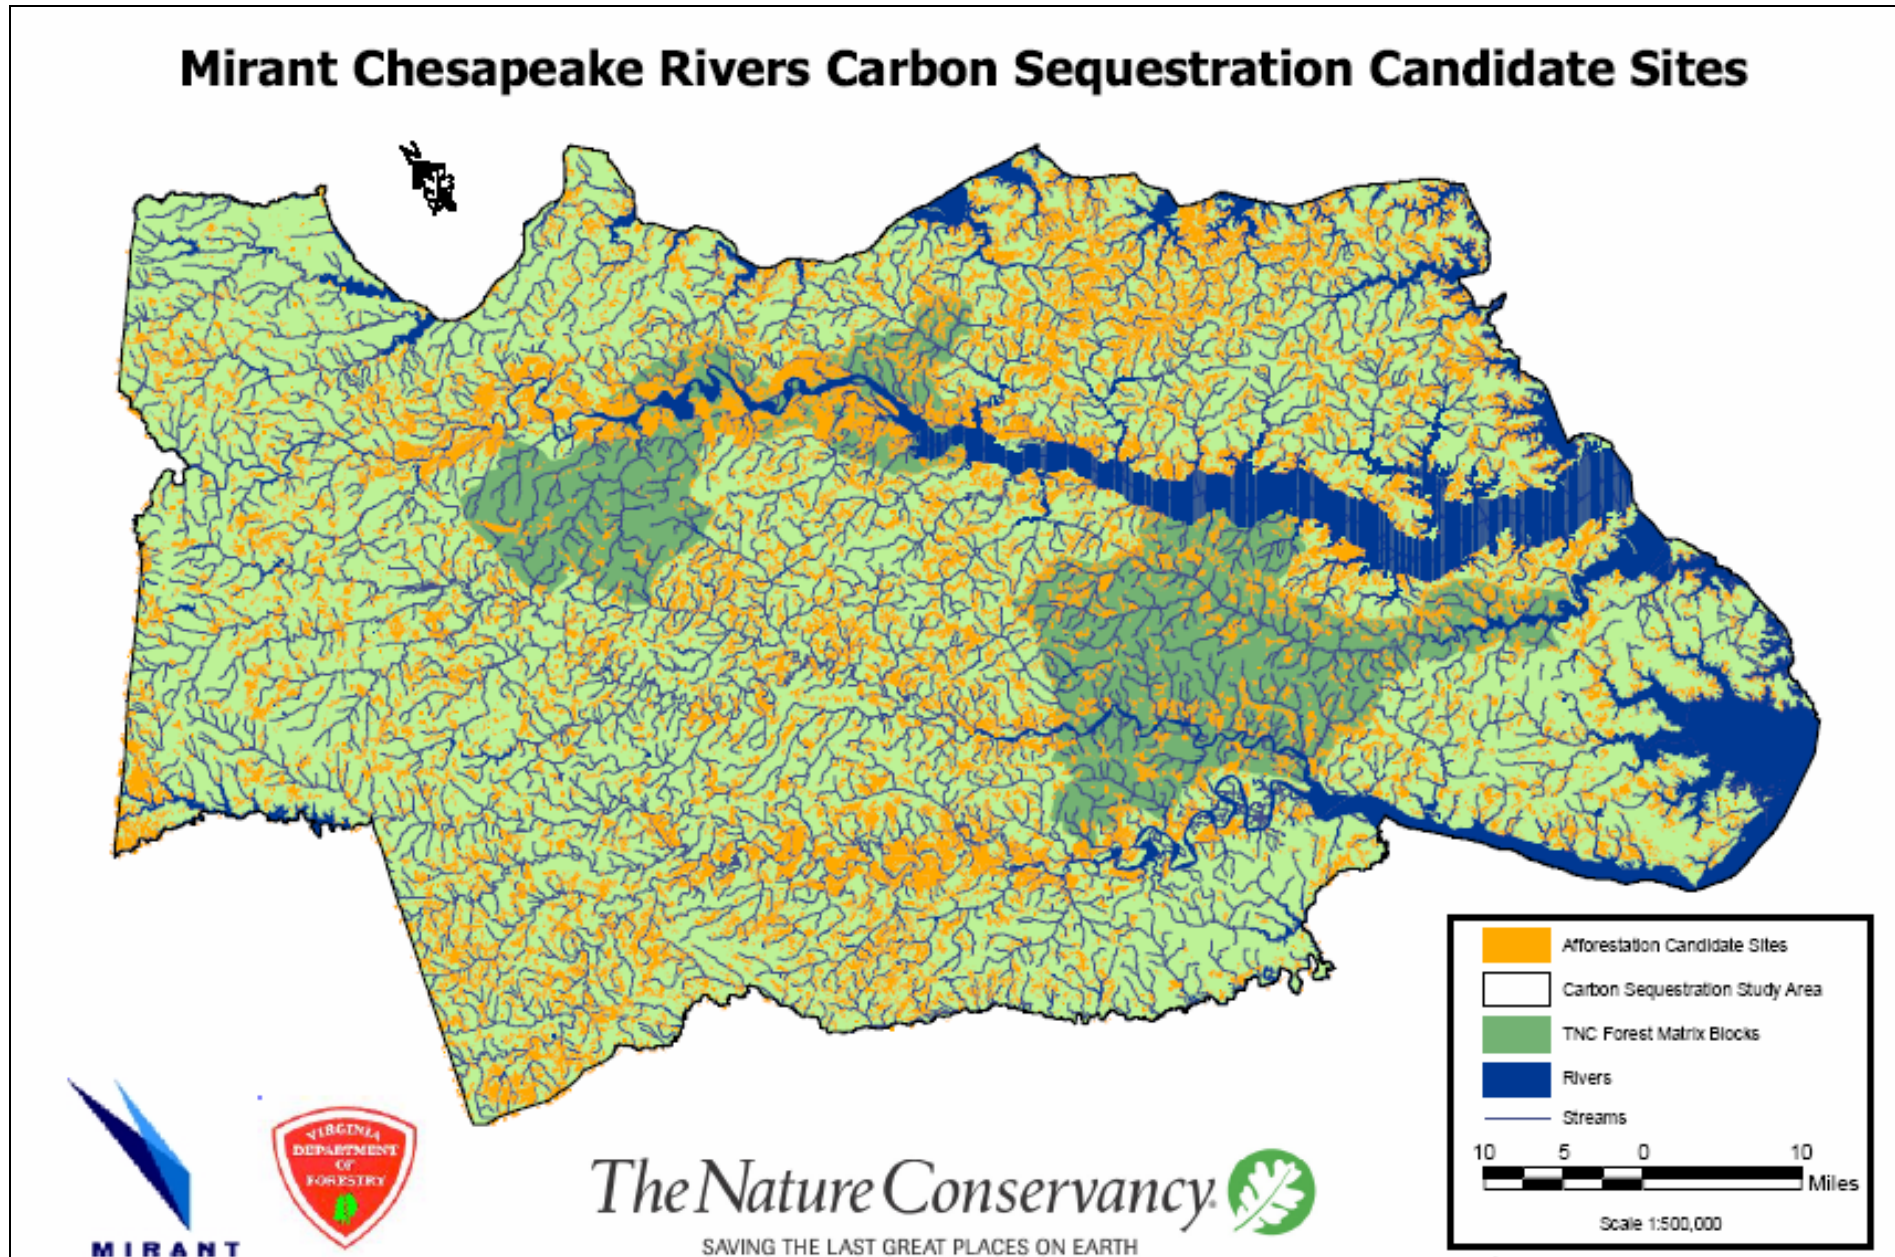 Mirant Chesapeake Rivers Carbon Sequestration Candidate Sites
N
Afforestation Candidate Sites
Carbon Sequestration Study Area
TNC Forest Matrix Blocks
Rivers
Streams
10 5 0 10
Miles
Scale 1:500,000
MIRANT
VIRGINIA
DEPARTMENT
OF
FORESTRY
The Nature Conservancy
SAVING THE LAST GREAT PLACES ON EARTH